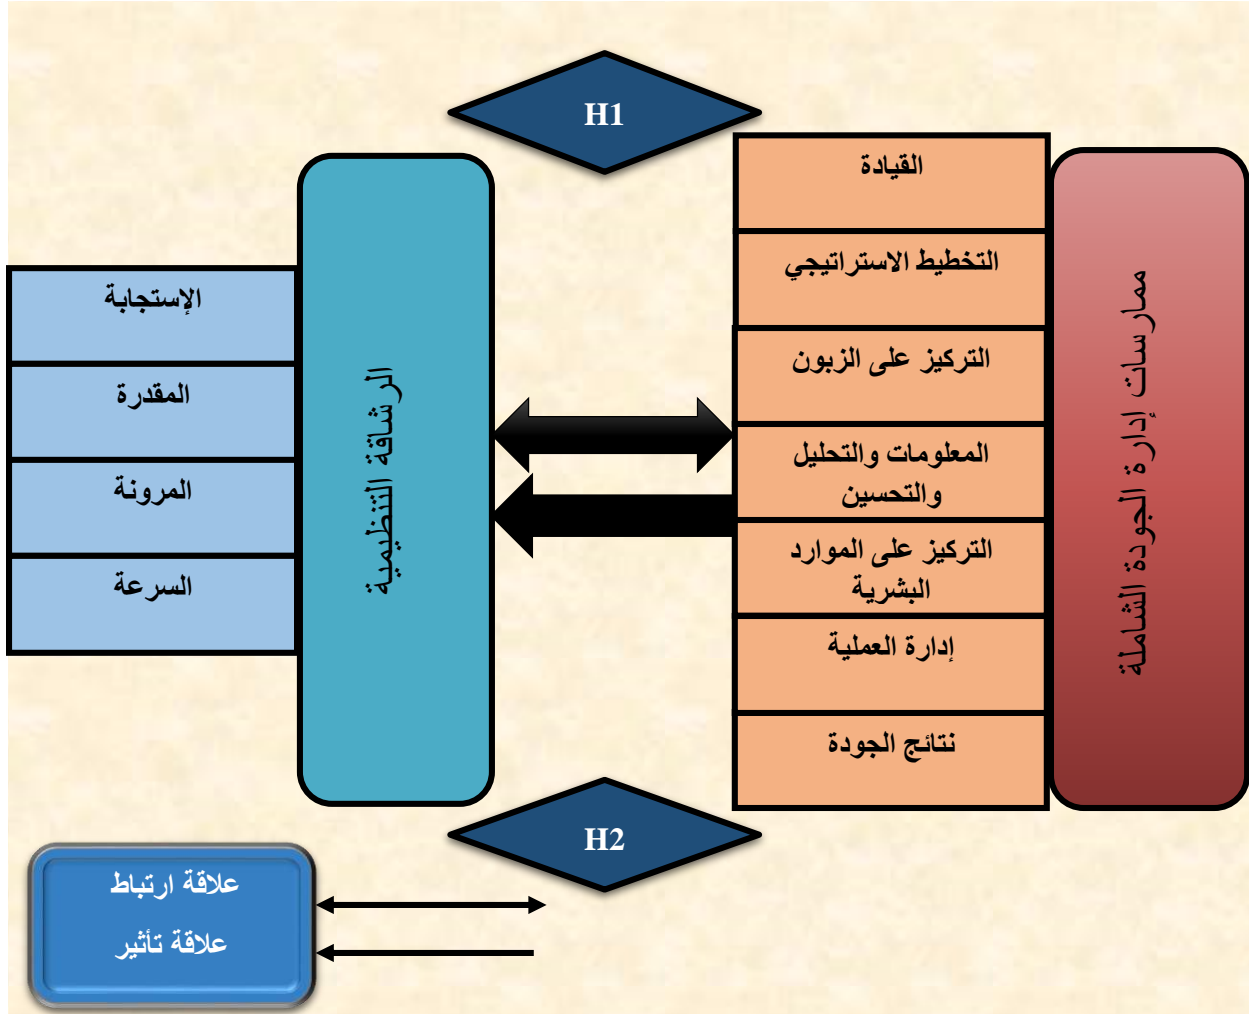 H1
ممارسات إدارة الجودة الشاملة
القيادة
التخطيط الاستراتيجي
التركيز على الزبون
المعلومات والتحليل
والتحسين
التركيز على الموارد
البشرية
إدارة العملية
نتائج الجودة
الرشاقة التنظيمية
الإستجابة
المقدرة
المرونة
السرعة
H2
علاقة ارتباط
علاقة تأثير